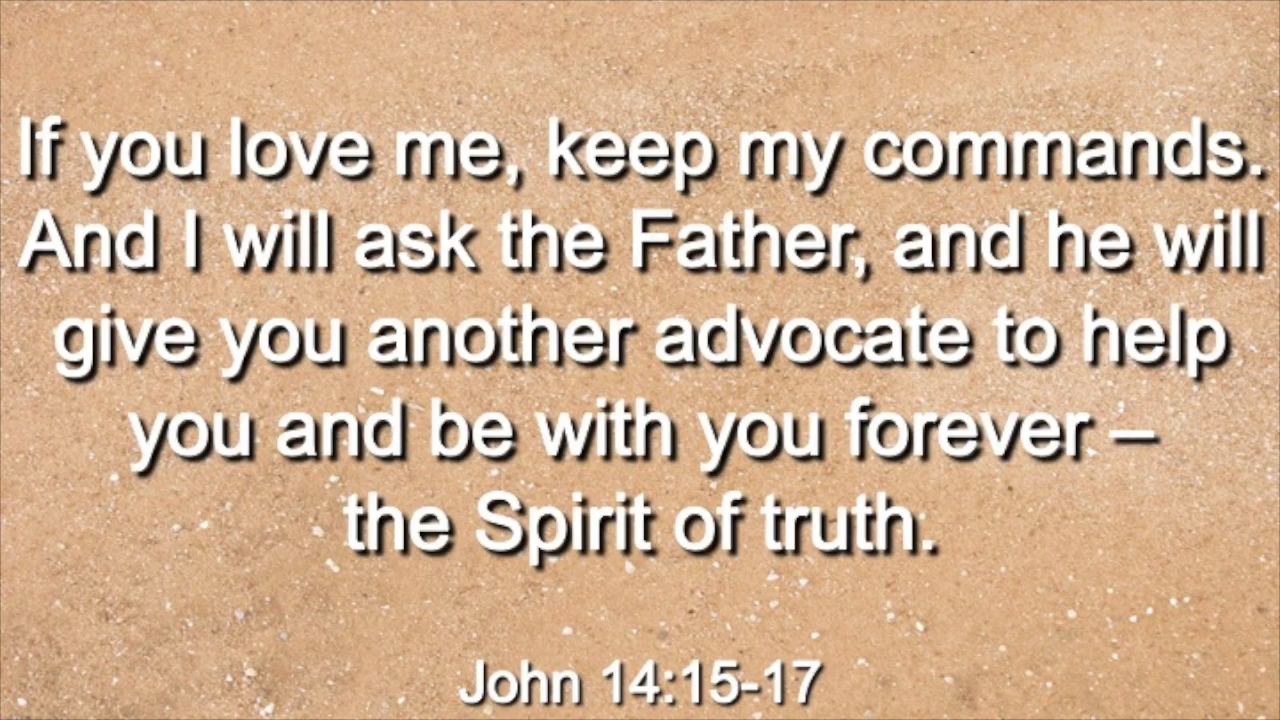 If you love me, keep my commands.
And I will ask the Father, and he will
give you another advocate to help
you and be with you forever –
the Spirit of truth.
John 14:15-17